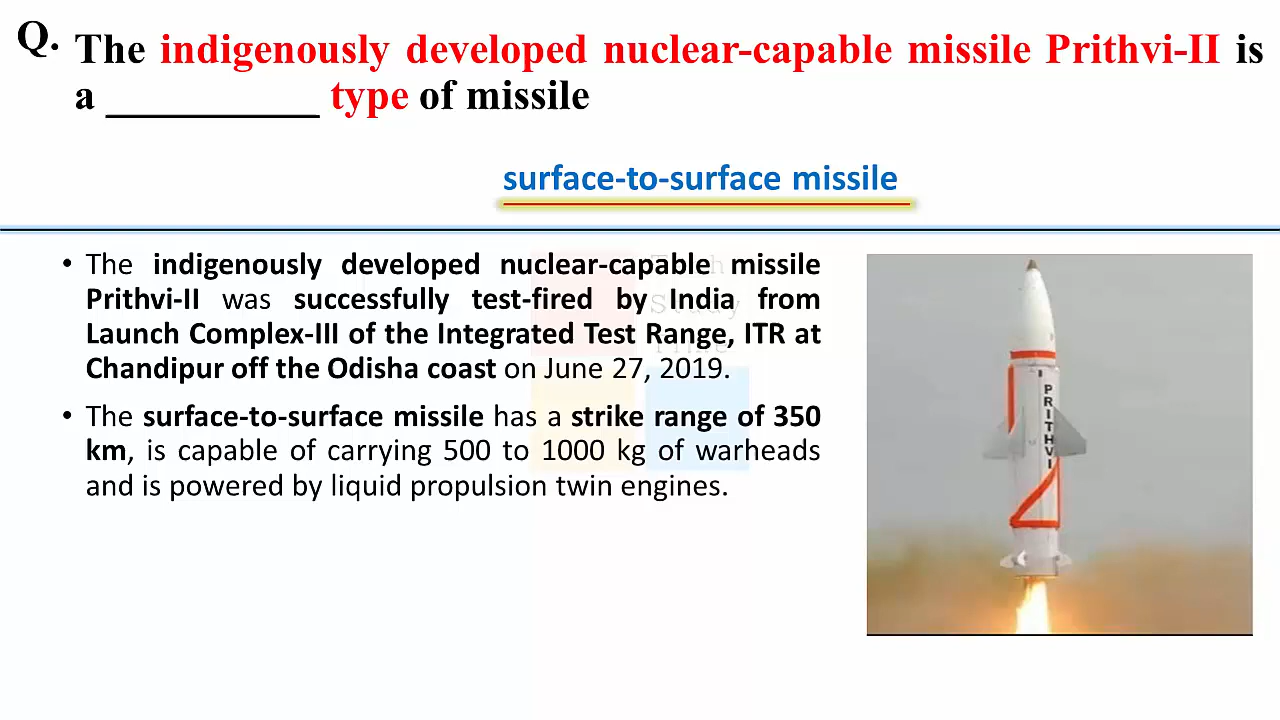 Q. The indigenously developed nuclear-capable missile Prithvi-II is
a __________ type of missile
surface-to-surface missile
• The indigenously developed nuclear-capable missile
Prithvi-II was successfully test-fired by India from
Launch Complex-III of the Integrated Test Range, ITR at
Chandipur off the Odisha coast on June 27, 2019.
• The surface-to-surface missile has a strike range of 350
km, is capable of carrying 500 to 1000 kg of warheads
and is powered by liquid propulsion twin engines.
PRITHVI
Study